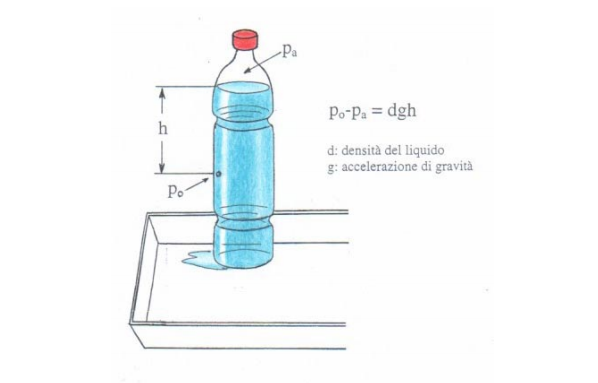 pa
h
po-pa = dgh
d: densità del liquido
g: accelerazione di gravità
po